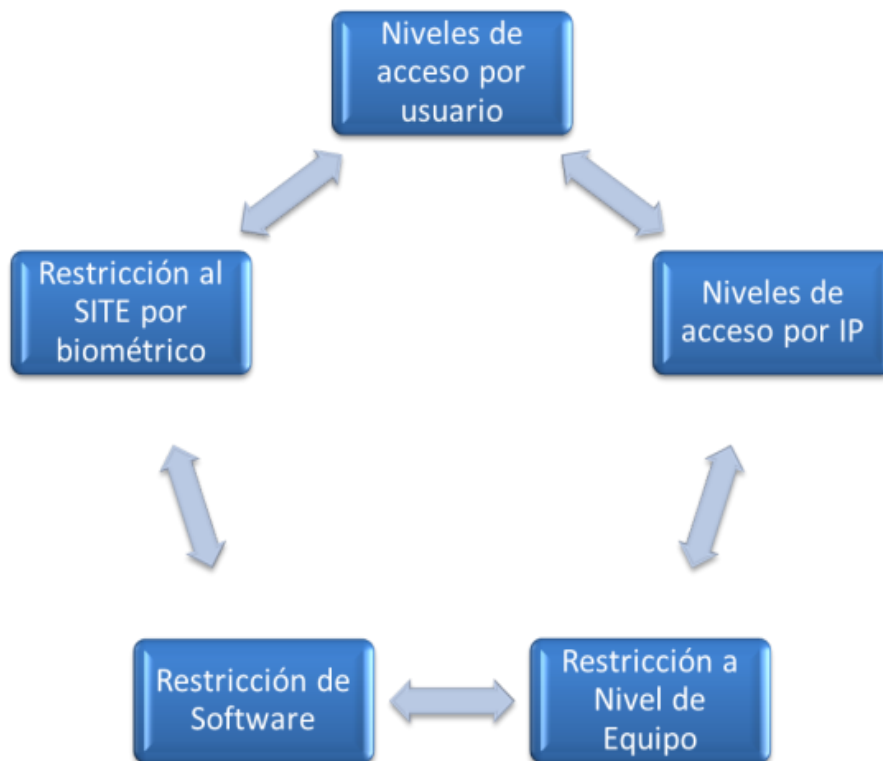 Niveles de
acceso por
usuario
Restricción al
SITE por
biométrico
Niveles de
acceso por IP
Restricción de
Software
Restricción a
Nivel de
Equipo